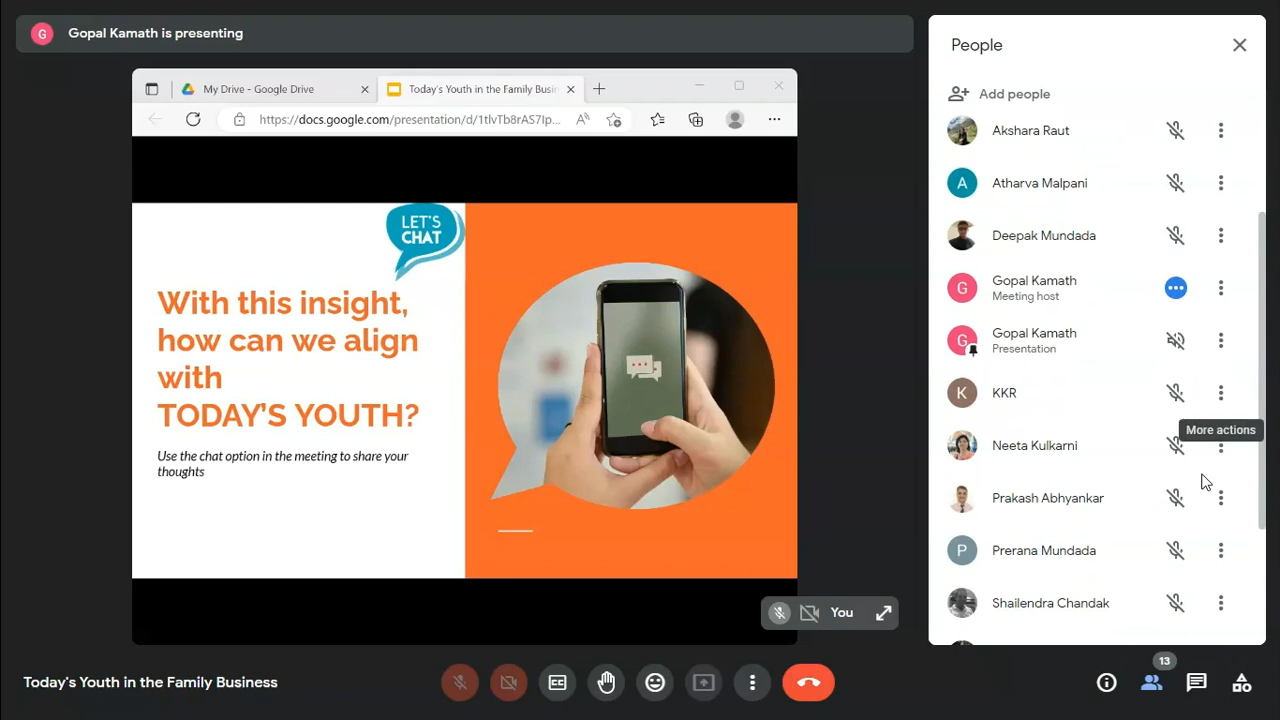 G
Gopal Kamath is presenting
My Drive - Google Drive
Today's Youth in the Family Busin
https://docs.google.com/presentation/d/1tlvTb8rAS7Ip...
LET'S
CHAT
With this insight,
how can we align
with
TODAY'S YOUTH?
Use the chat option in the meeting to share your
thoughts
You
People
Add people
Akshara Raut
A
Atharva Malpani
Deepak Mundada
G
Gopal Kamath
Meeting host
G
Gopal Kamath
Presentation
K
KKR
More actions
Neeta Kulkarni
Prakash Abhyankar
P
Prerana Mundada
Shailendra Chandak
Today's Youth in the Family Business
CC
13